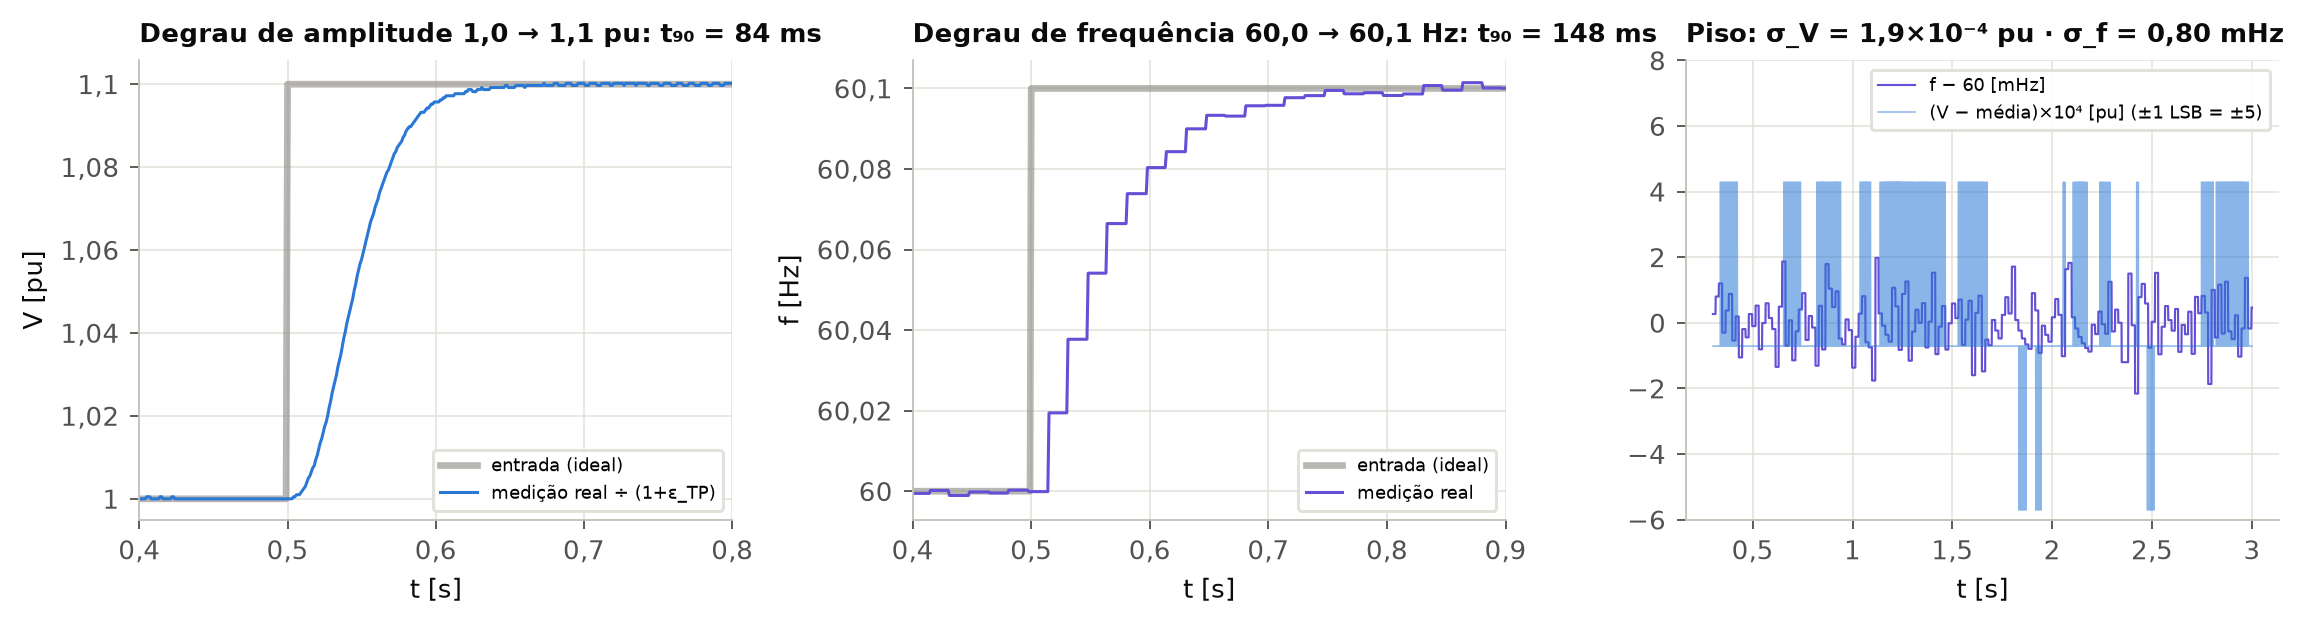 Degrau de amplitude 1,0 → 1,1 pu: t₉₀ = 84 ms
V [pu]
1,1
1,08
1,06
1,04
1,02
1
entrada (ideal)
medição real ÷ (1+ε_TP)
0,4 0,5 0,6 0,7 0,8
t [s]
Degrau de frequência 60,0 → 60,1 Hz: t₉₀ = 148 ms
f [Hz]
60,1
60,08
60,06
60,04
60,02
60
entrada (ideal)
medição real
0,4 0,5 0,6 0,7 0,8 0,9
t [s]
Piso: σ_V = 1,9×10⁻⁴ pu · σ_f = 0,80 mHz
8
6
4
2
0
−2
−4
−6
f − 60 [mHz]
(V − média)×10⁴ [pu] (±1 LSB = ±5)
0,5 1 1,5 2 2,5 3
t [s]